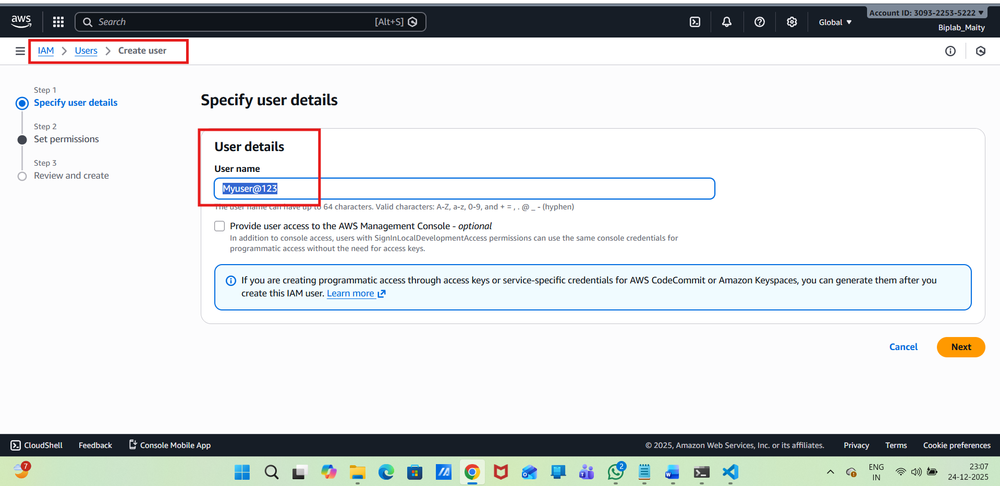 aws
Search
[Alt+S]
Global
Account ID: 3093-2253-5222
Biplab_Maity
IAM > Users > Create user
Step 1
Specify user details
Step 2
Set permissions
Step 3
Review and create
Specify user details
User details
User name
Myuser@123
The user name can have up to 64 characters. Valid characters: A-Z, a-z, 0-9, and + = , . @ _ - (hyphen)
Provide user access to the AWS Management Console - optional
In addition to console access, users with SignInLocalDevelopmentAccess permissions can use the same console credentials for
programmatic access without the need for access keys.
If you are creating programmatic access through access keys or service-specific credentials for AWS CodeCommit or Amazon Keyspaces, you can generate them after you
create this IAM user. Learn more
Cancel
Next
CloudShell
Feedback
Console Mobile App
© 2025, Amazon Web Services, Inc. or its affiliates.
Privacy
Terms
Cookie preferences
7
2
ENG
IN
23:07
24-12-2025